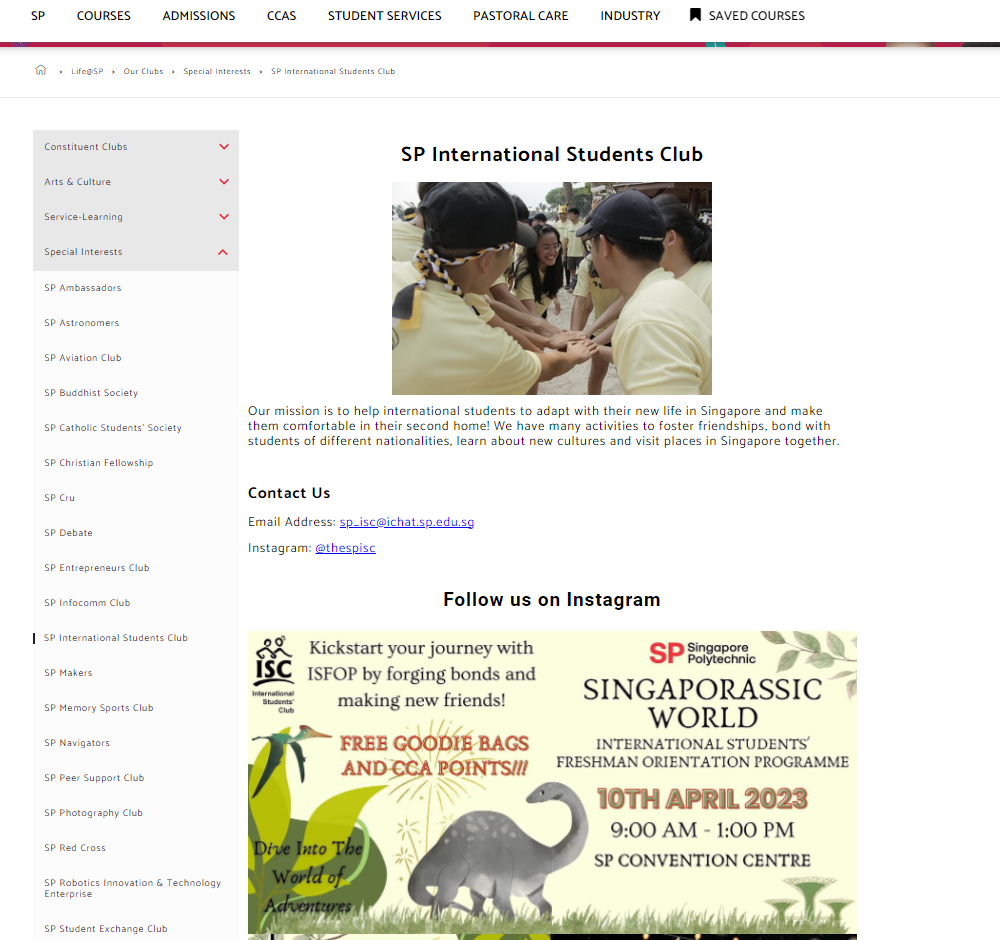 SP COURSES ADMISSIONS CCAS STUDENT SERVICES PASTORAL CARE INDUSTRY SAVED COURSES
Life@SP › Our Clubs › Special Interests › SP International Students Club
Constituent Clubs
Arts & Culture
Service-Learning
Special Interests
SP Ambassadors
SP Astronomers
SP Aviation Club
SP Buddhist Society
SP Catholic Students' Society
SP Christian Fellowship
SP Cru
SP Debate
SP Entrepreneurs Club
SP Infocomm Club
SP International Students Club
SP Makers
SP Memory Sports Club
SP Navigators
SP Peer Support Club
SP Photography Club
SP Red Cross
SP Robotics Innovation & Technology
Enterprise
SP Student Exchange Club
SP International Students Club
Our mission is to help international students to adapt with their new life in Singapore and make
them comfortable in their second home! We have many activities to foster friendships, bond with
students of different nationalities, learn about new cultures and visit places in Singapore together.
Contact Us
Email Address: sp_isc@ichat.sp.edu.sg
Instagram: @thespisc
Follow us on Instagram
ISC
International
Students'
Club
Kickstart your journey with
ISFOP by forging bonds and
making new friends!
FREE GOODIE BAGS
AND CCA POINTS!!!
Dive Into The
World of
Adventures
SP Singapore
Polytechnic
SINGAPORASSIC
WORLD
INTERNATIONAL STUDENTS'
FRESHMAN ORIENTATION PROGRAMME
10TH APRIL 2023
9:00 AM - 1:00 PM
SP CONVENTION CENTRE